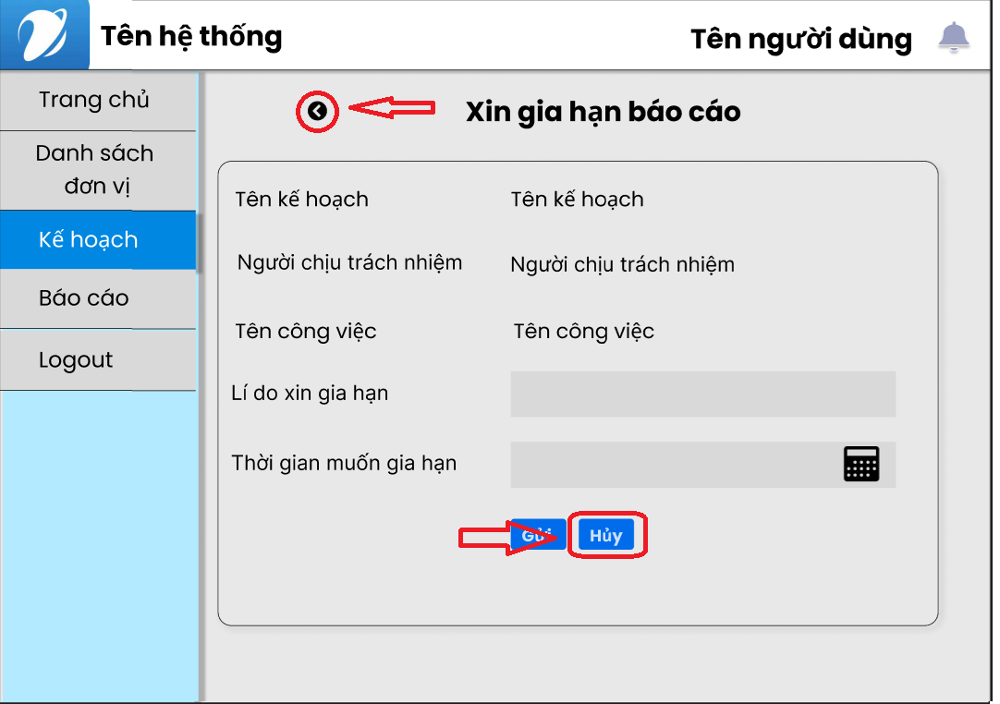 Tên hệ thống
Tên người dùng
Trang chủ
Danh sách
đơn vị
Kế hoạch
Báo cáo
Logout
Xin gia hạn báo cáo
Tên kế hoạch Tên kế hoạch
Người chịu trách nhiệm Người chịu trách nhiệm
Tên công việc Tên công việc
Lí do xin gia hạn
Thời gian muốn gia hạn
Gửi Hủy